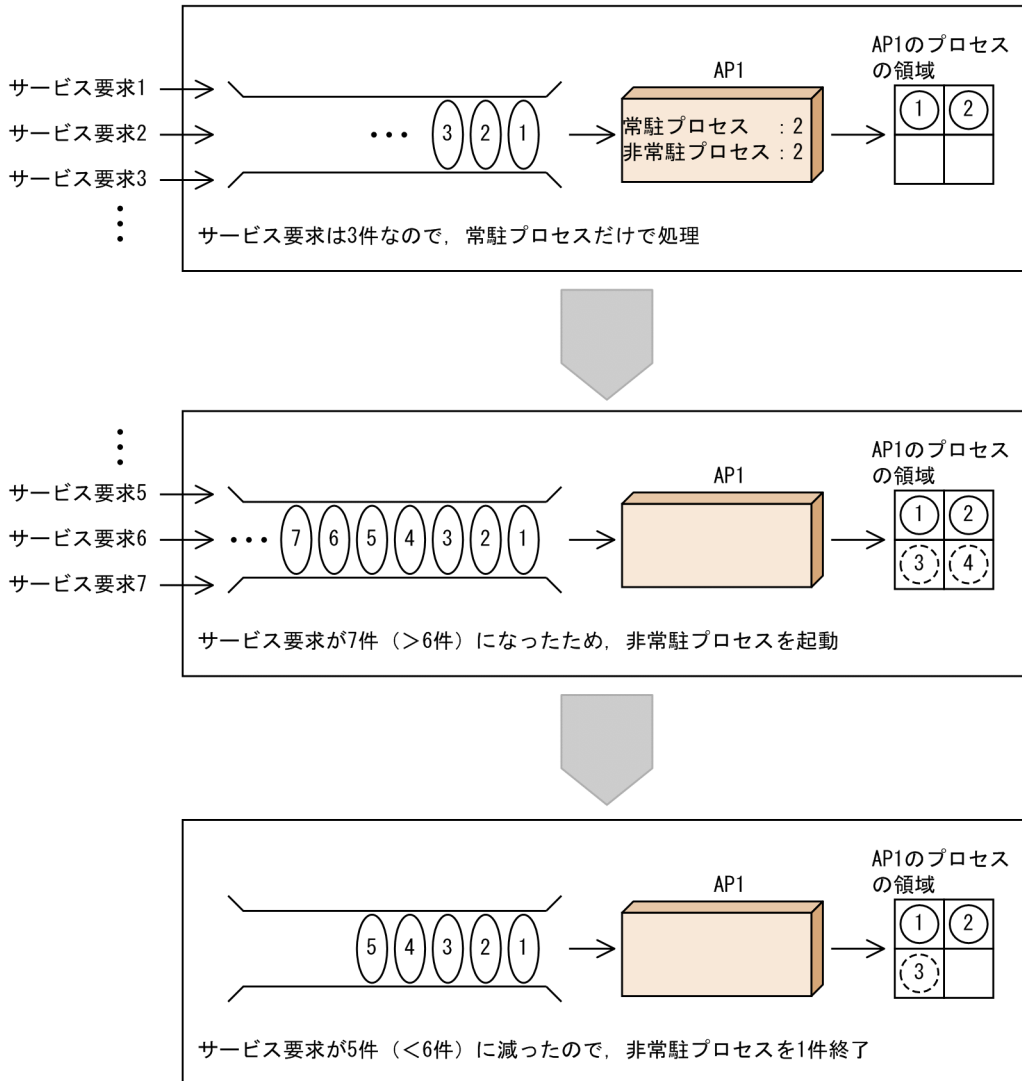 サービス要求1
サービス要求2
サービス要求3
⋮
… 3 2 1
AP1
常駐プロセス　：2
非常駐プロセス：2
AP1のプロセス
の領域
1 2
サービス要求は3件なので，常駐プロセスだけで処理
⋮
サービス要求5
サービス要求6
サービス要求7
… 7 6 5 4 3 2 1
AP1
AP1のプロセス
の領域
1 2
3 4
サービス要求が7件（＞6件）になったため，非常駐プロセスを起動
5 4 3 2 1
AP1
AP1のプロセス
の領域
1 2
3
サービス要求が5件（＜6件）に減ったので，非常駐プロセスを1件終了